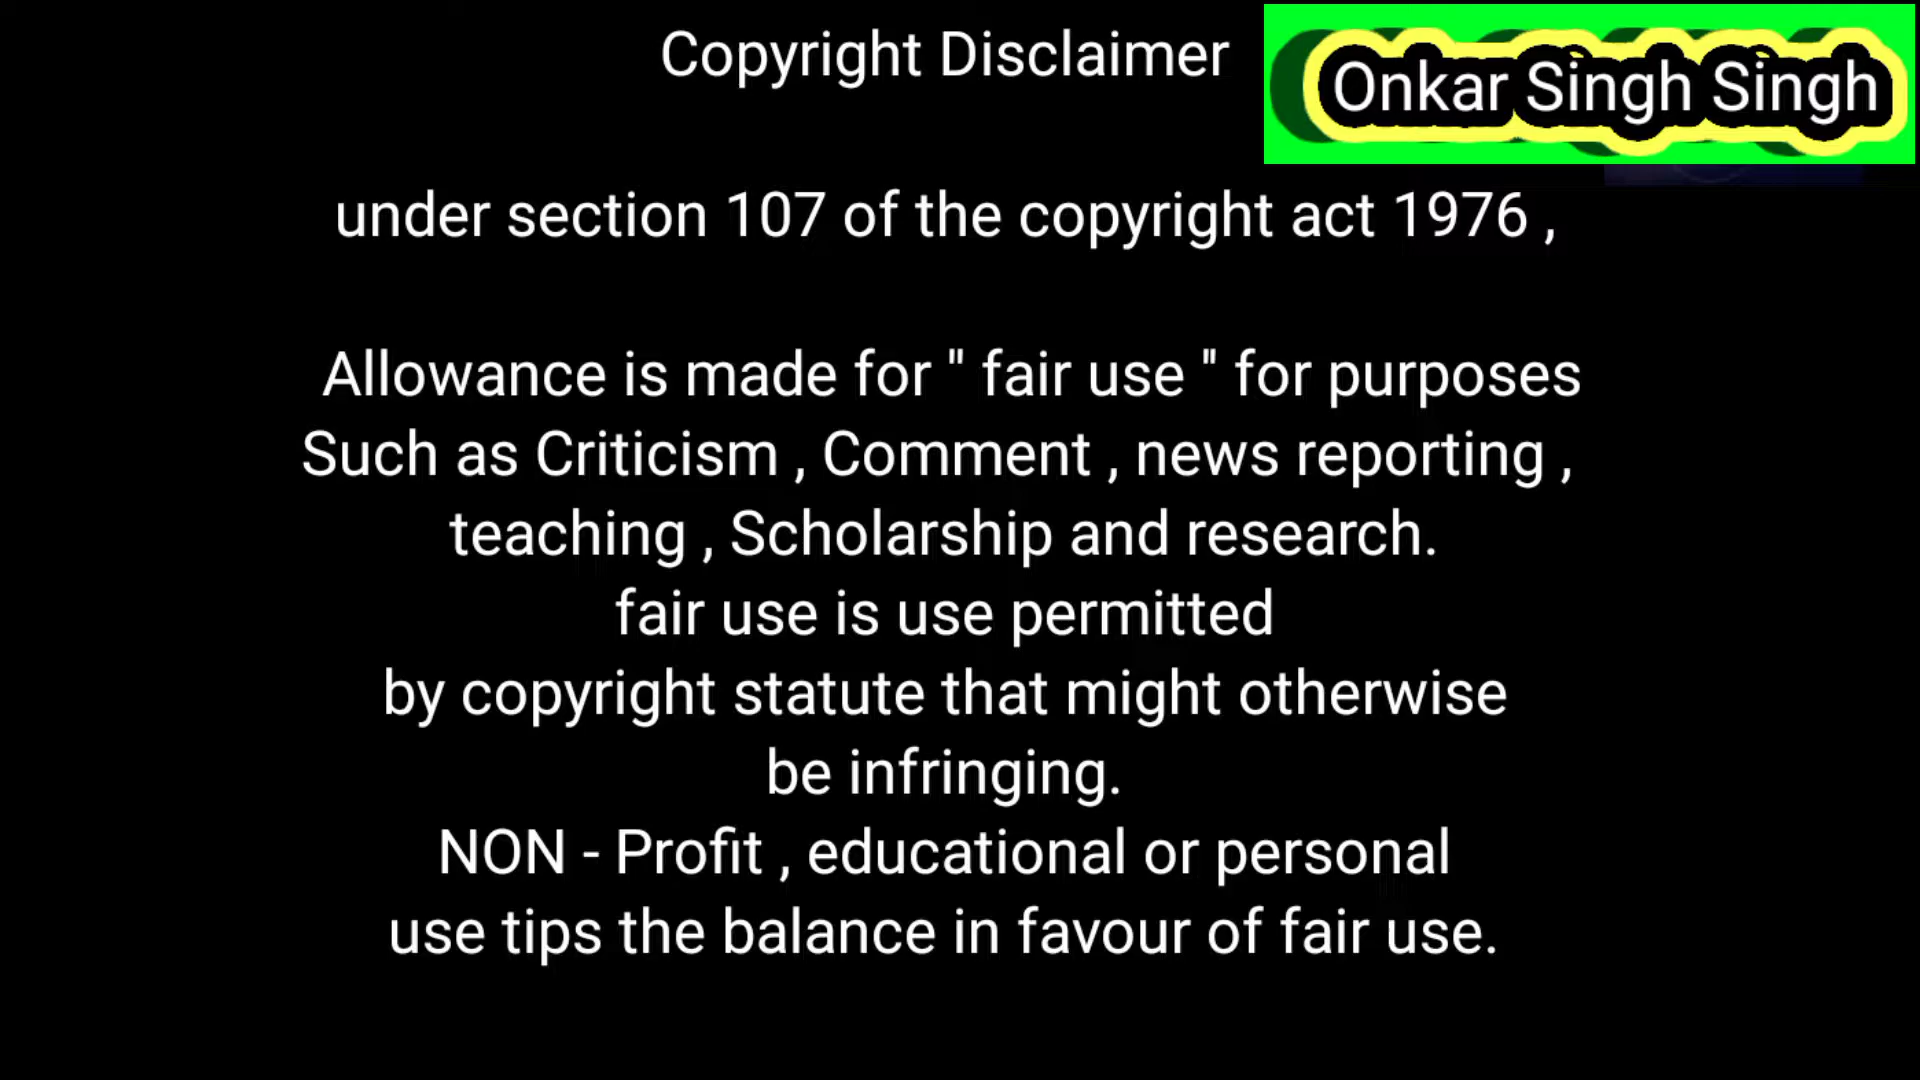 Copyright Disclaimer
Onkar Singh Singh
under section 107 of the copyright act 1976 ,
Allowance is made for " fair use " for purposes
Such as Criticism , Comment , news reporting ,
teaching , Scholarship and research.
fair use is use permitted
by copyright statute that might otherwise
be infringing.
NON - Profit , educational or personal
use tips the balance in favour of fair use.